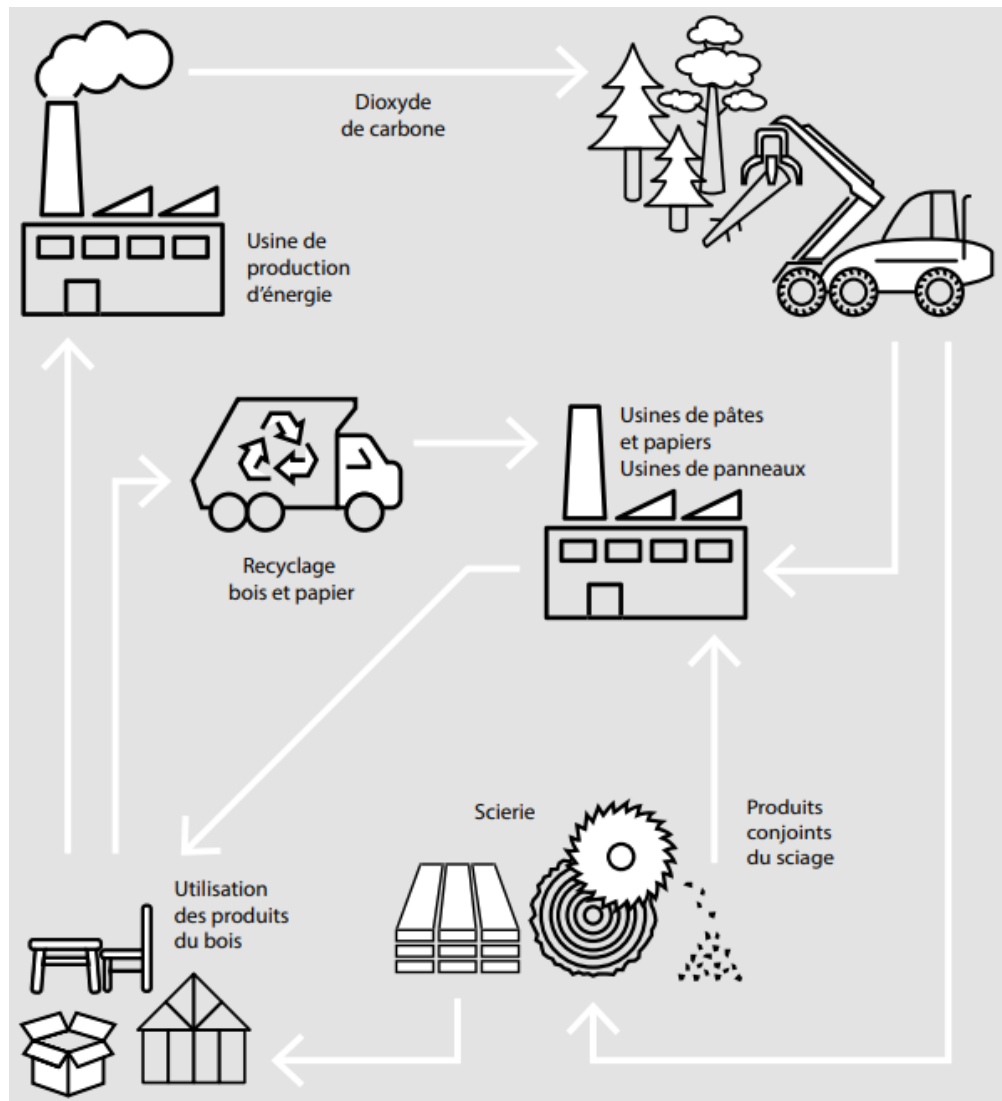 Dioxyde
de carbone
Usine de
production
d’énergie
Usines de pâtes
et papiers
Usines de panneaux
Recyclage
bois et papier
Scierie
Produits
conjoints
du sciage
Utilisation
des produits
du bois